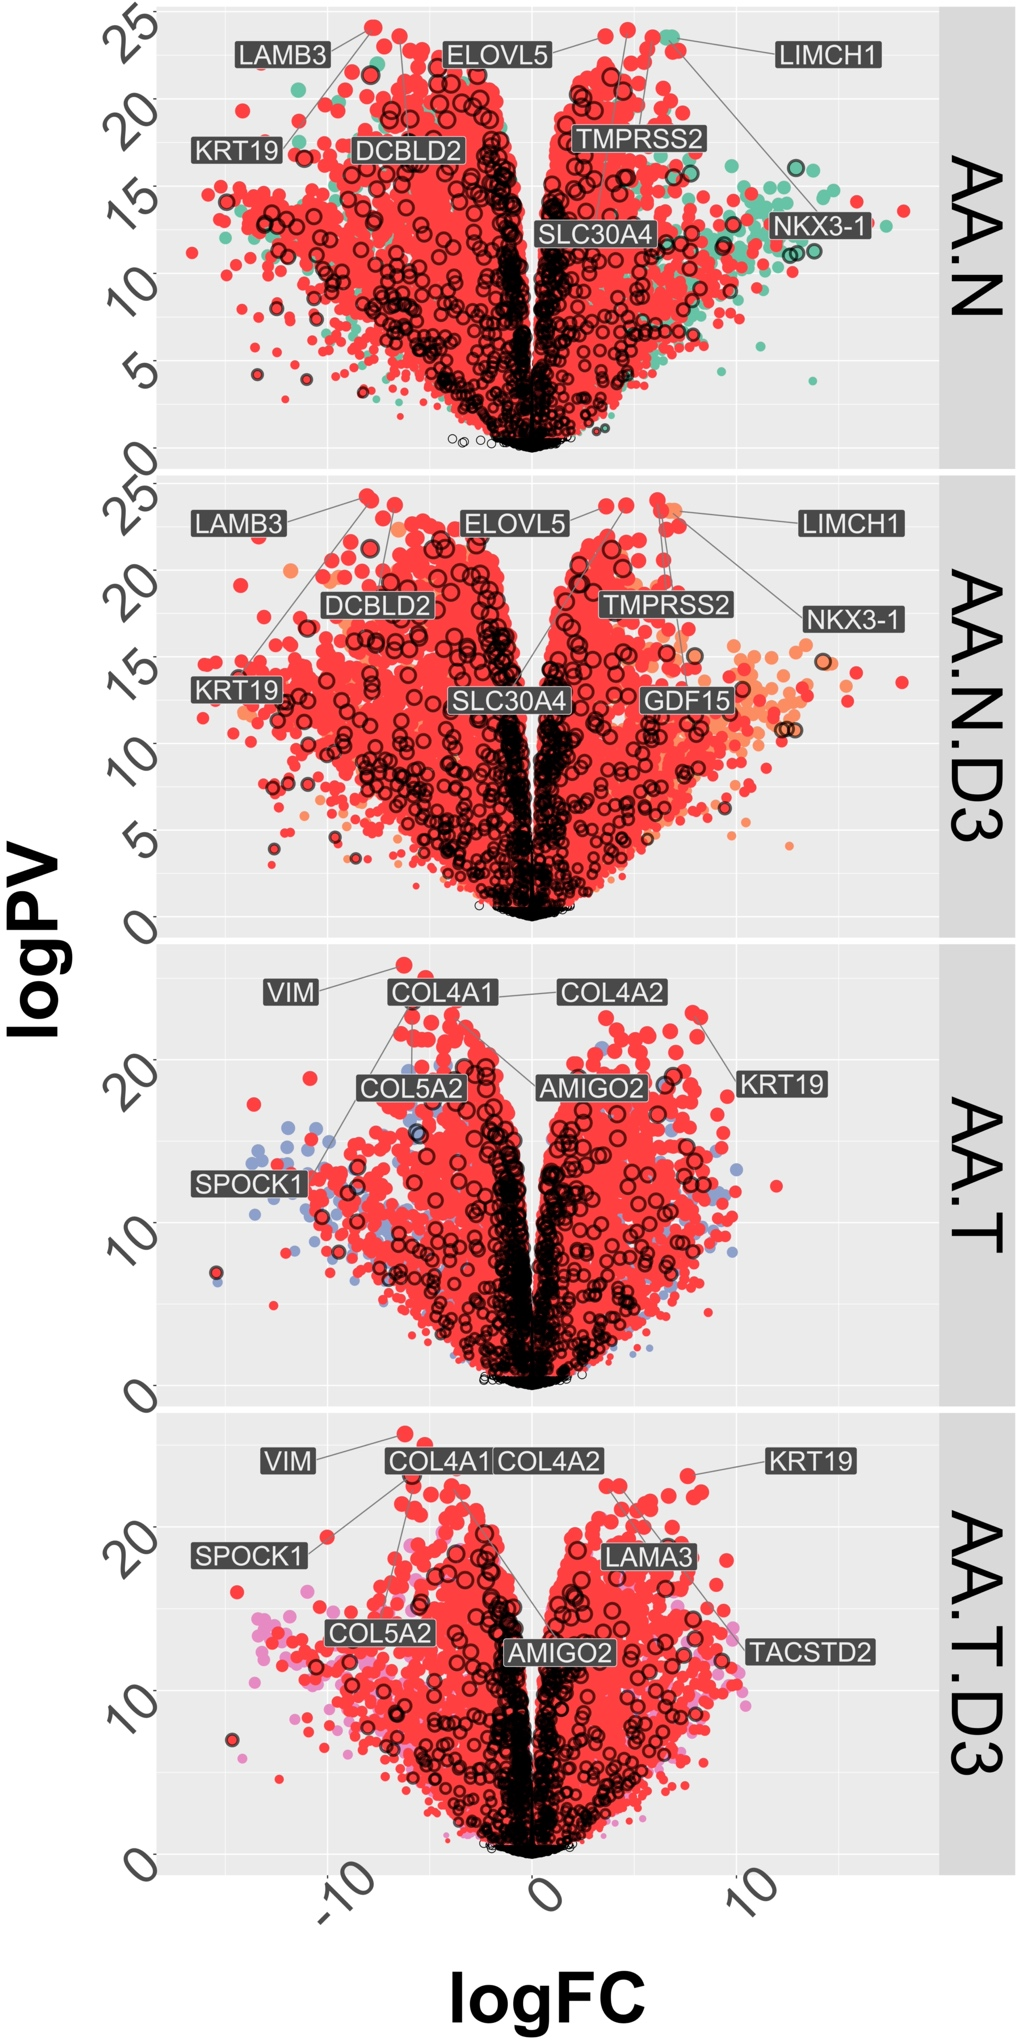 25
20
15
10
5
0
LAMB3
ELOVL5
LIMCH1
KRT19
DCBLD2
TMPRSS2
SLC30A4
NKX3-1
AA.N
25
20
15
10
5
0
LAMB3
ELOVL5
LIMCH1
DCBLD2
TMPRSS2
NKX3-1
KRT19
SLC30A4
GDF15
AA.N.D3
20
10
0
VIM
COL4A1
COL4A2
COL5A2
AMIGO2
KRT19
SPOCK1
AA.T
20
10
0
VIM
COL4A1
COL4A2
KRT19
SPOCK1
LAMA3
COL5A2
AMIGO2
TACSTD2
AA.T.D3
-10
0
10
logPV
logFC